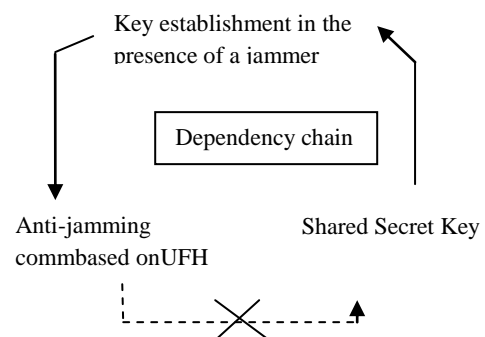 Key establishment in the
presence of a jammer
Dependency chain
Anti-jamming
commbased onUFH
Shared Secret Key